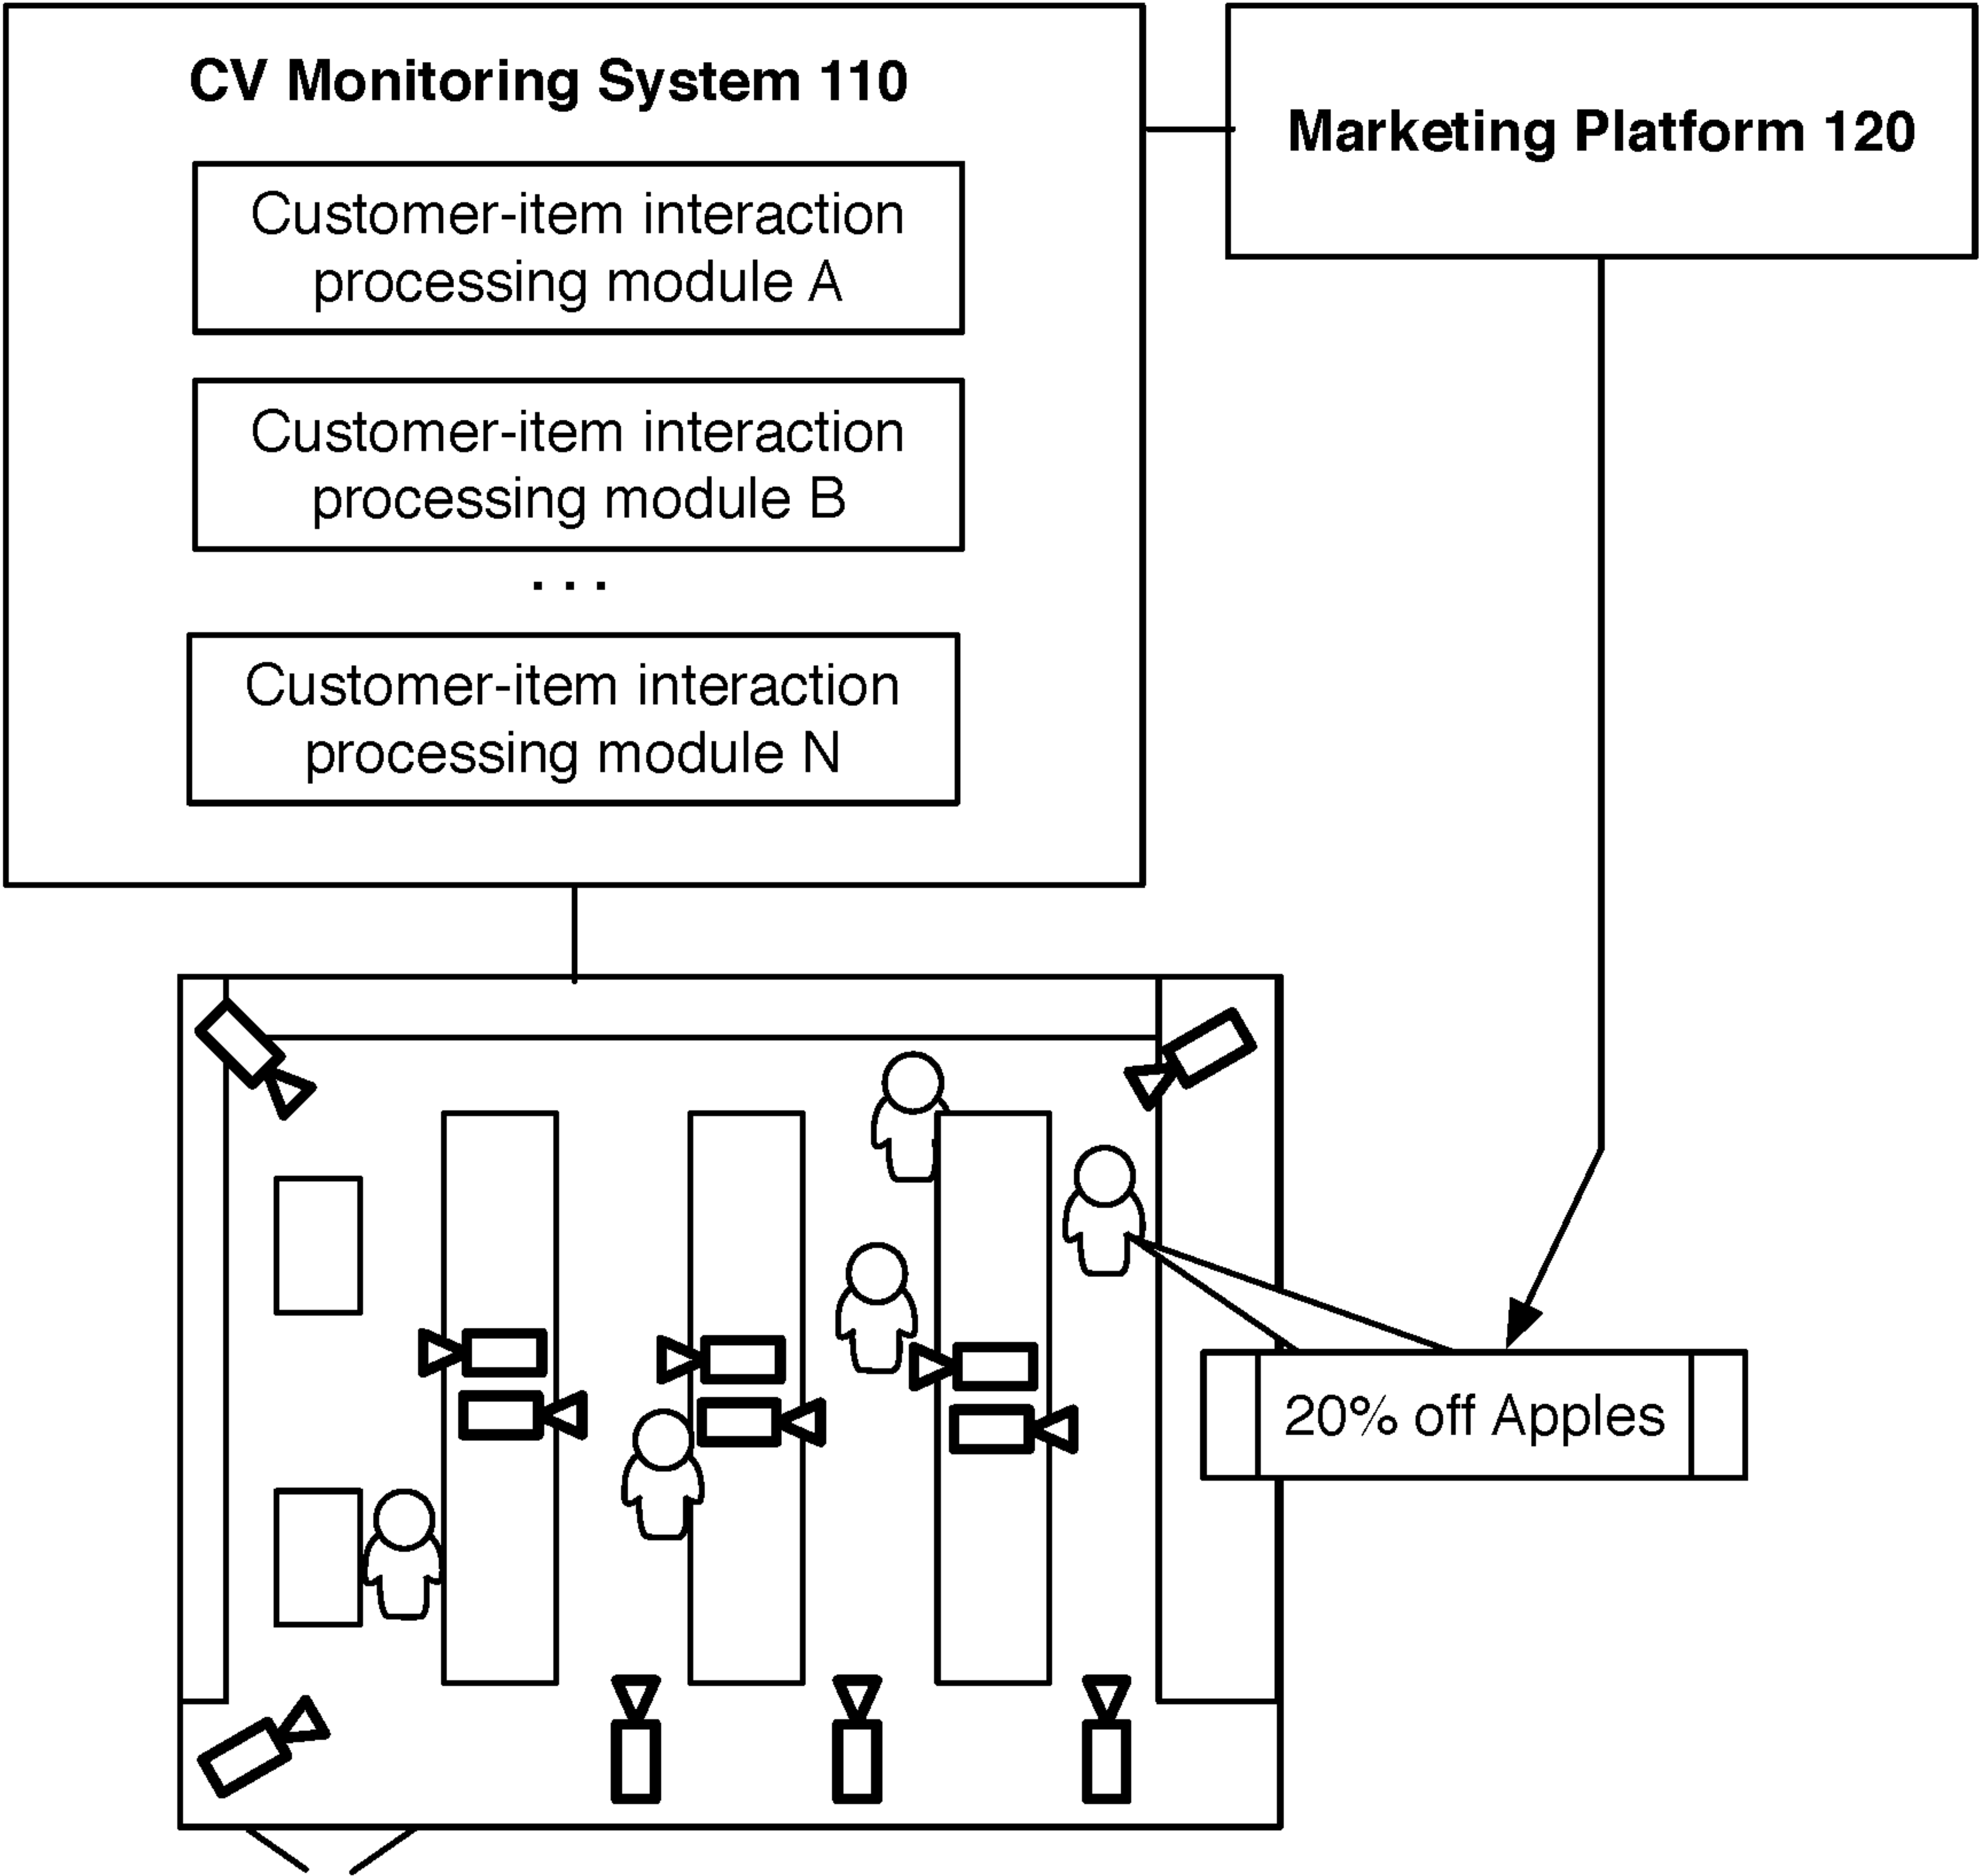 CV Monitoring System 110
Marketing Platform 120
Customer-item interaction
processing module A
Customer-item interaction
processing module B
...
Customer-item interaction
processing module N
20% off Apples